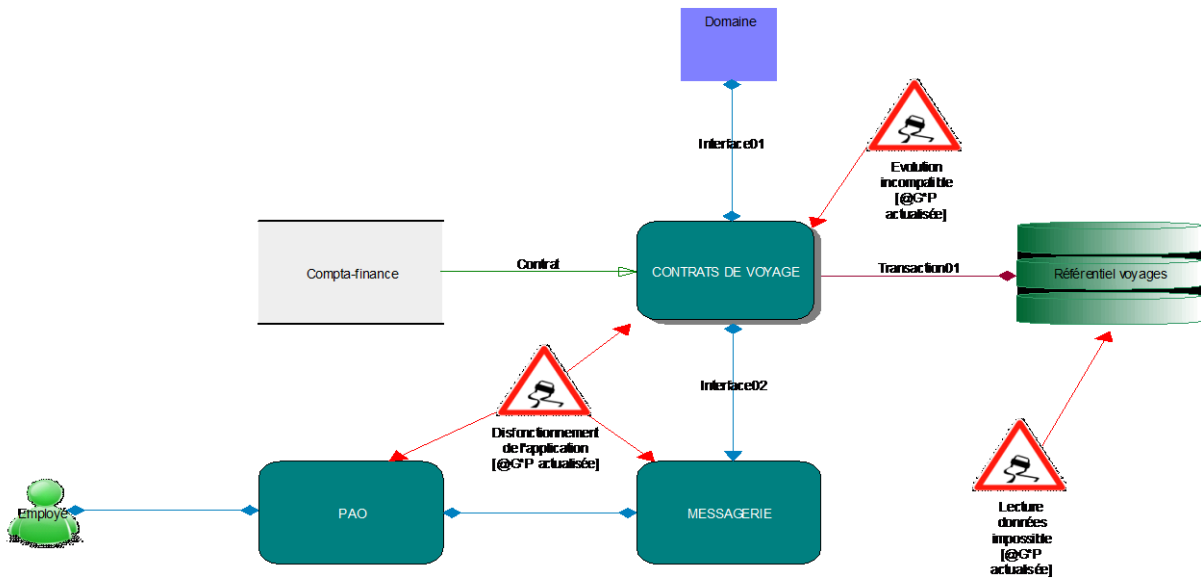 Domaine
Interface01
Evolution
incompatible
[@G*P
actualisée]
Compta-finance
Contrat
CONTRATS DE VOYAGE
Transaction01
Référentiel voyages
Interface02
Disfonctionnement
de l'application
[@G*P actualisée]
Employé
PAO
MESSAGERIE
Lecture
données
impossible
[@G*P
actualisée]